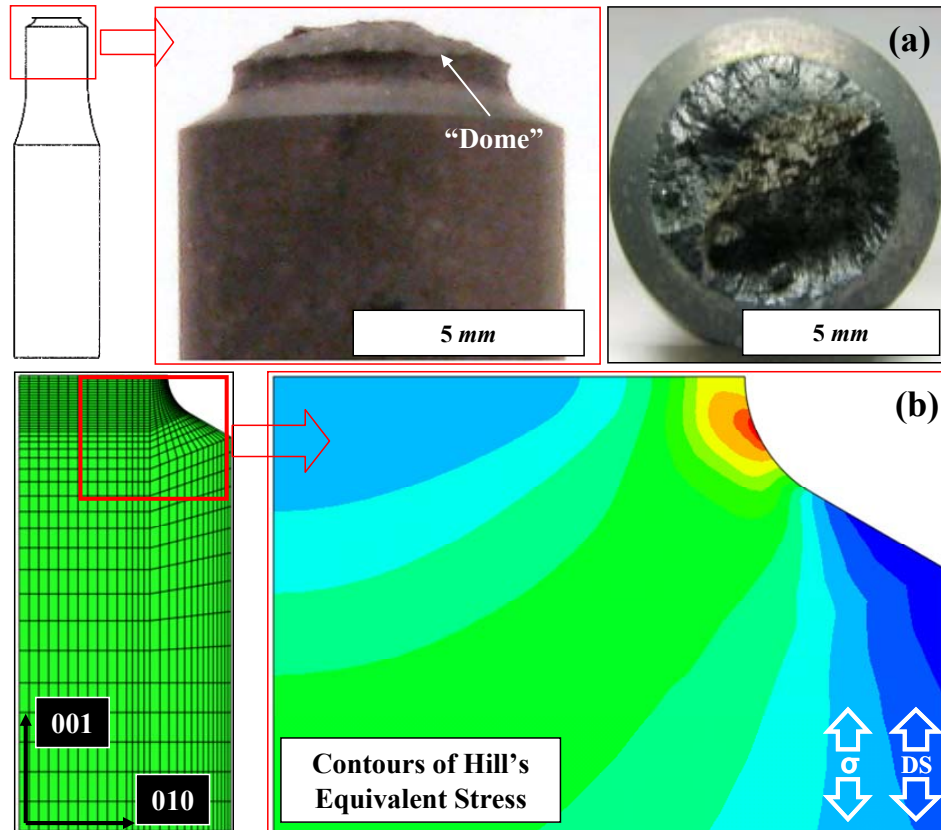 (a)
“Dome”
5 mm
5 mm
(b)
001
010
Contours of Hill's
Equivalent Stress
σ
DS